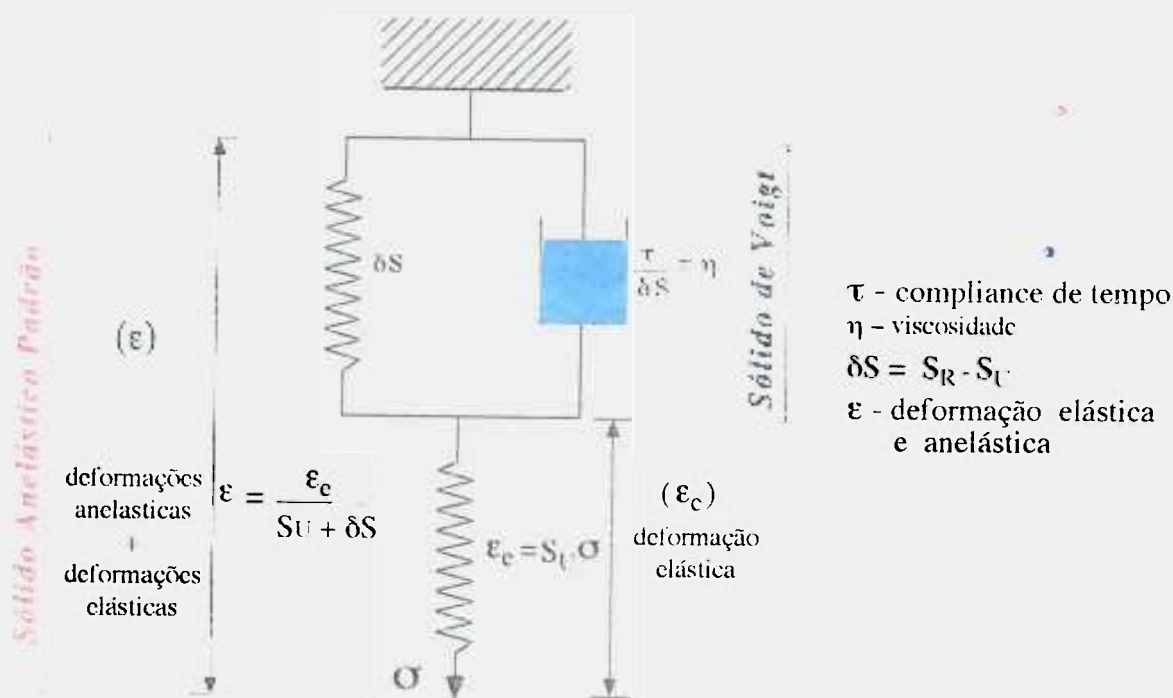 Sólido Anelástico Padrão
(ε)
deformações
anelasticas
+
deformações
elásticas
ε = εe / SU + δS
δS
τ / δS = η
εe = SU σ
σ
(εe)
deformação
elástica
Sólido de Voigt
τ - compliance de tempo
η - viscosidade
δS = SR - SU
ε - deformação elástica
e anelástica